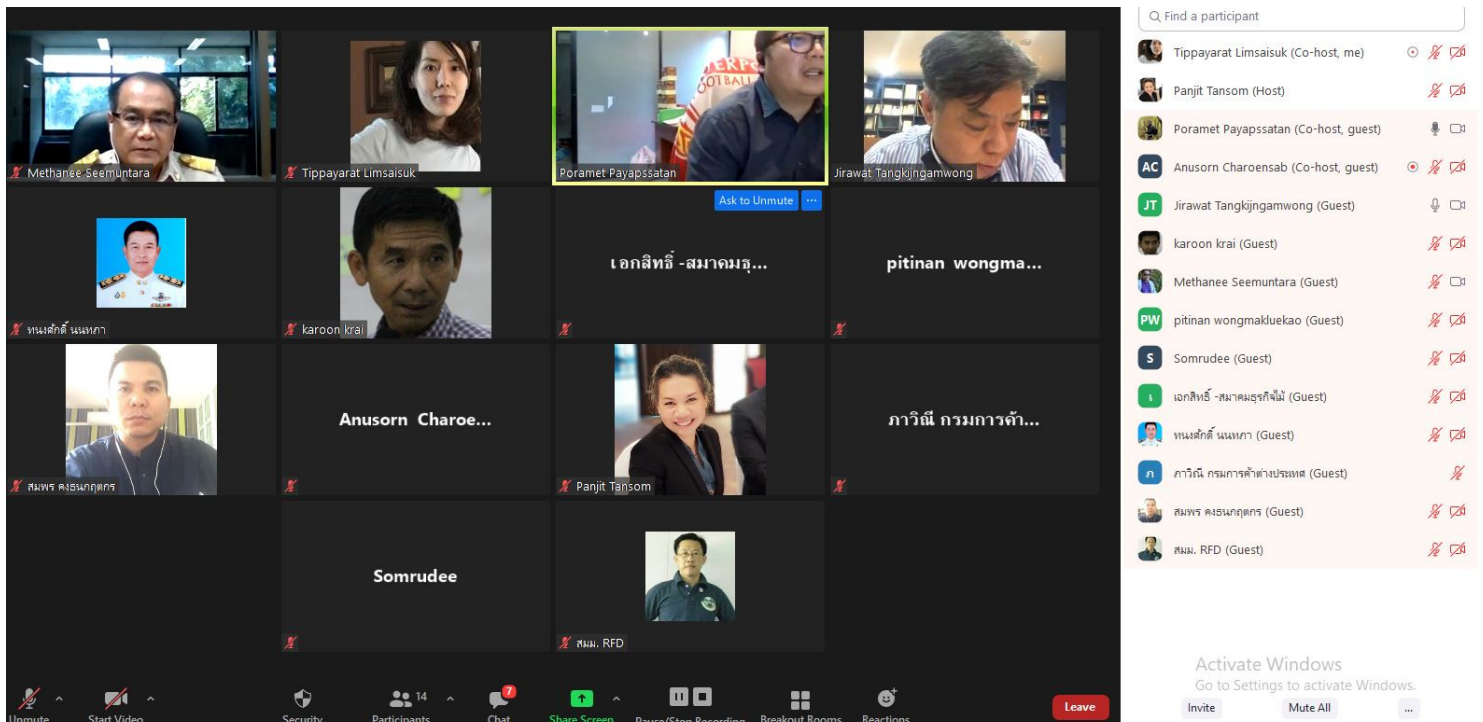 Methanee Seemuntara
Tippayarat Limsaisuk
ERP
OOTBALL
Poramet Payapssatan
Jirawat Tangkijngamwong
ทนงศักดิ์ นนทภา
karoon krai
Ask to Unmute ...
เอกสิทธิ์ -สมาคมธุ...
pitinan wongma...
สมพร คงธนกฤตกร
Anusorn Charoe...
Panjit Tansom
ภาวิณี กรมการค้า...
Somrudee
สมม. RFD
Unmute
Start Video
Security
14
Participants
7
Chat
Share Screen
Pause/Stop Recording
Breakout Rooms
Reactions
Leave
Find a participant
Tippayarat Limsaisuk (Co-host, me)
Panjit Tansom (Host)
Poramet Payapssatan (Co-host, guest)
AC Anusorn Charoensab (Co-host, guest)
JT Jirawat Tangkijngamwong (Guest)
karoon krai (Guest)
Methanee Seemuntara (Guest)
PW pitinan wongmakluekao (Guest)
S Somrudee (Guest)
เ เอกสิทธิ์ -สมาคมธุรกิจไม้ (Guest)
ทนงศักดิ์ นนทภา (Guest)
ภ ภาวิณี กรมการค้าต่างประเทศ (Guest)
สมพร คงธนกฤตกร (Guest)
สมม. RFD (Guest)
Activate Windows
Go to Settings to activate Windows.
Invite
Mute All
...